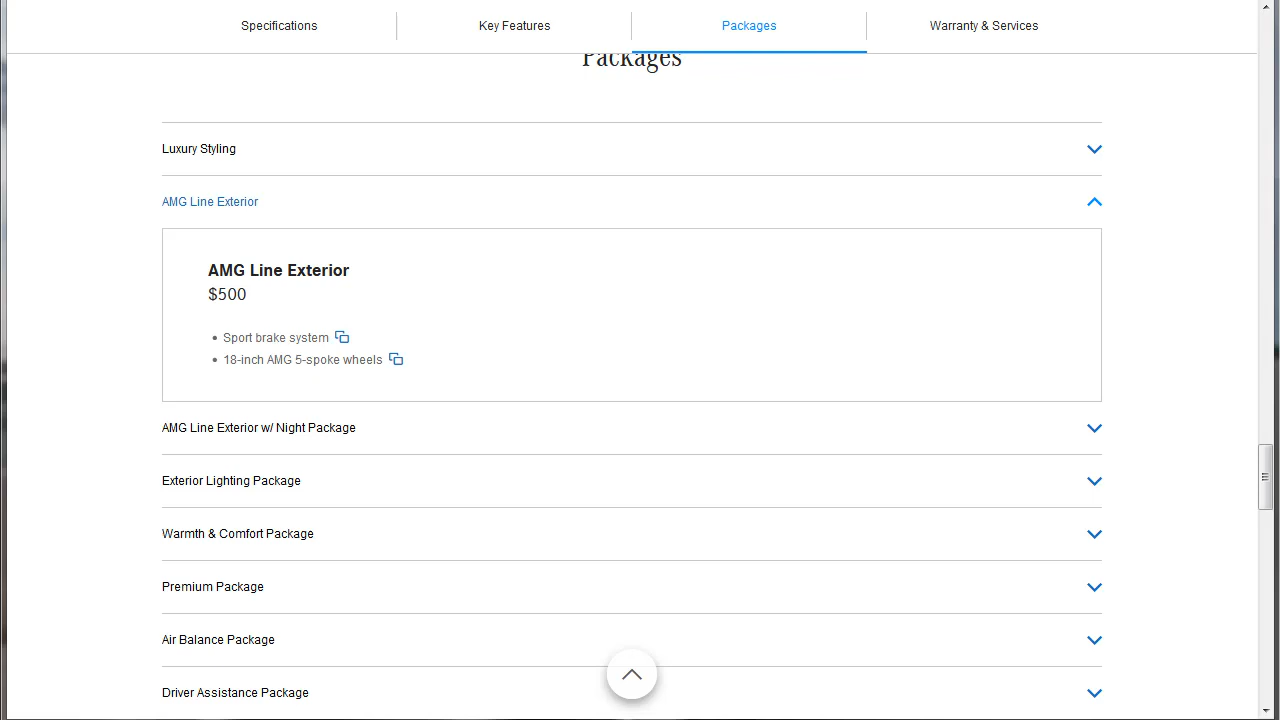 Specifications
Key Features
Packages
Warranty & Services
Packages
Luxury Styling
AMG Line Exterior
AMG Line Exterior
$500
Sport brake system
18-inch AMG 5-spoke wheels
AMG Line Exterior w/ Night Package
Exterior Lighting Package
Warmth & Comfort Package
Premium Package
Air Balance Package
Driver Assistance Package